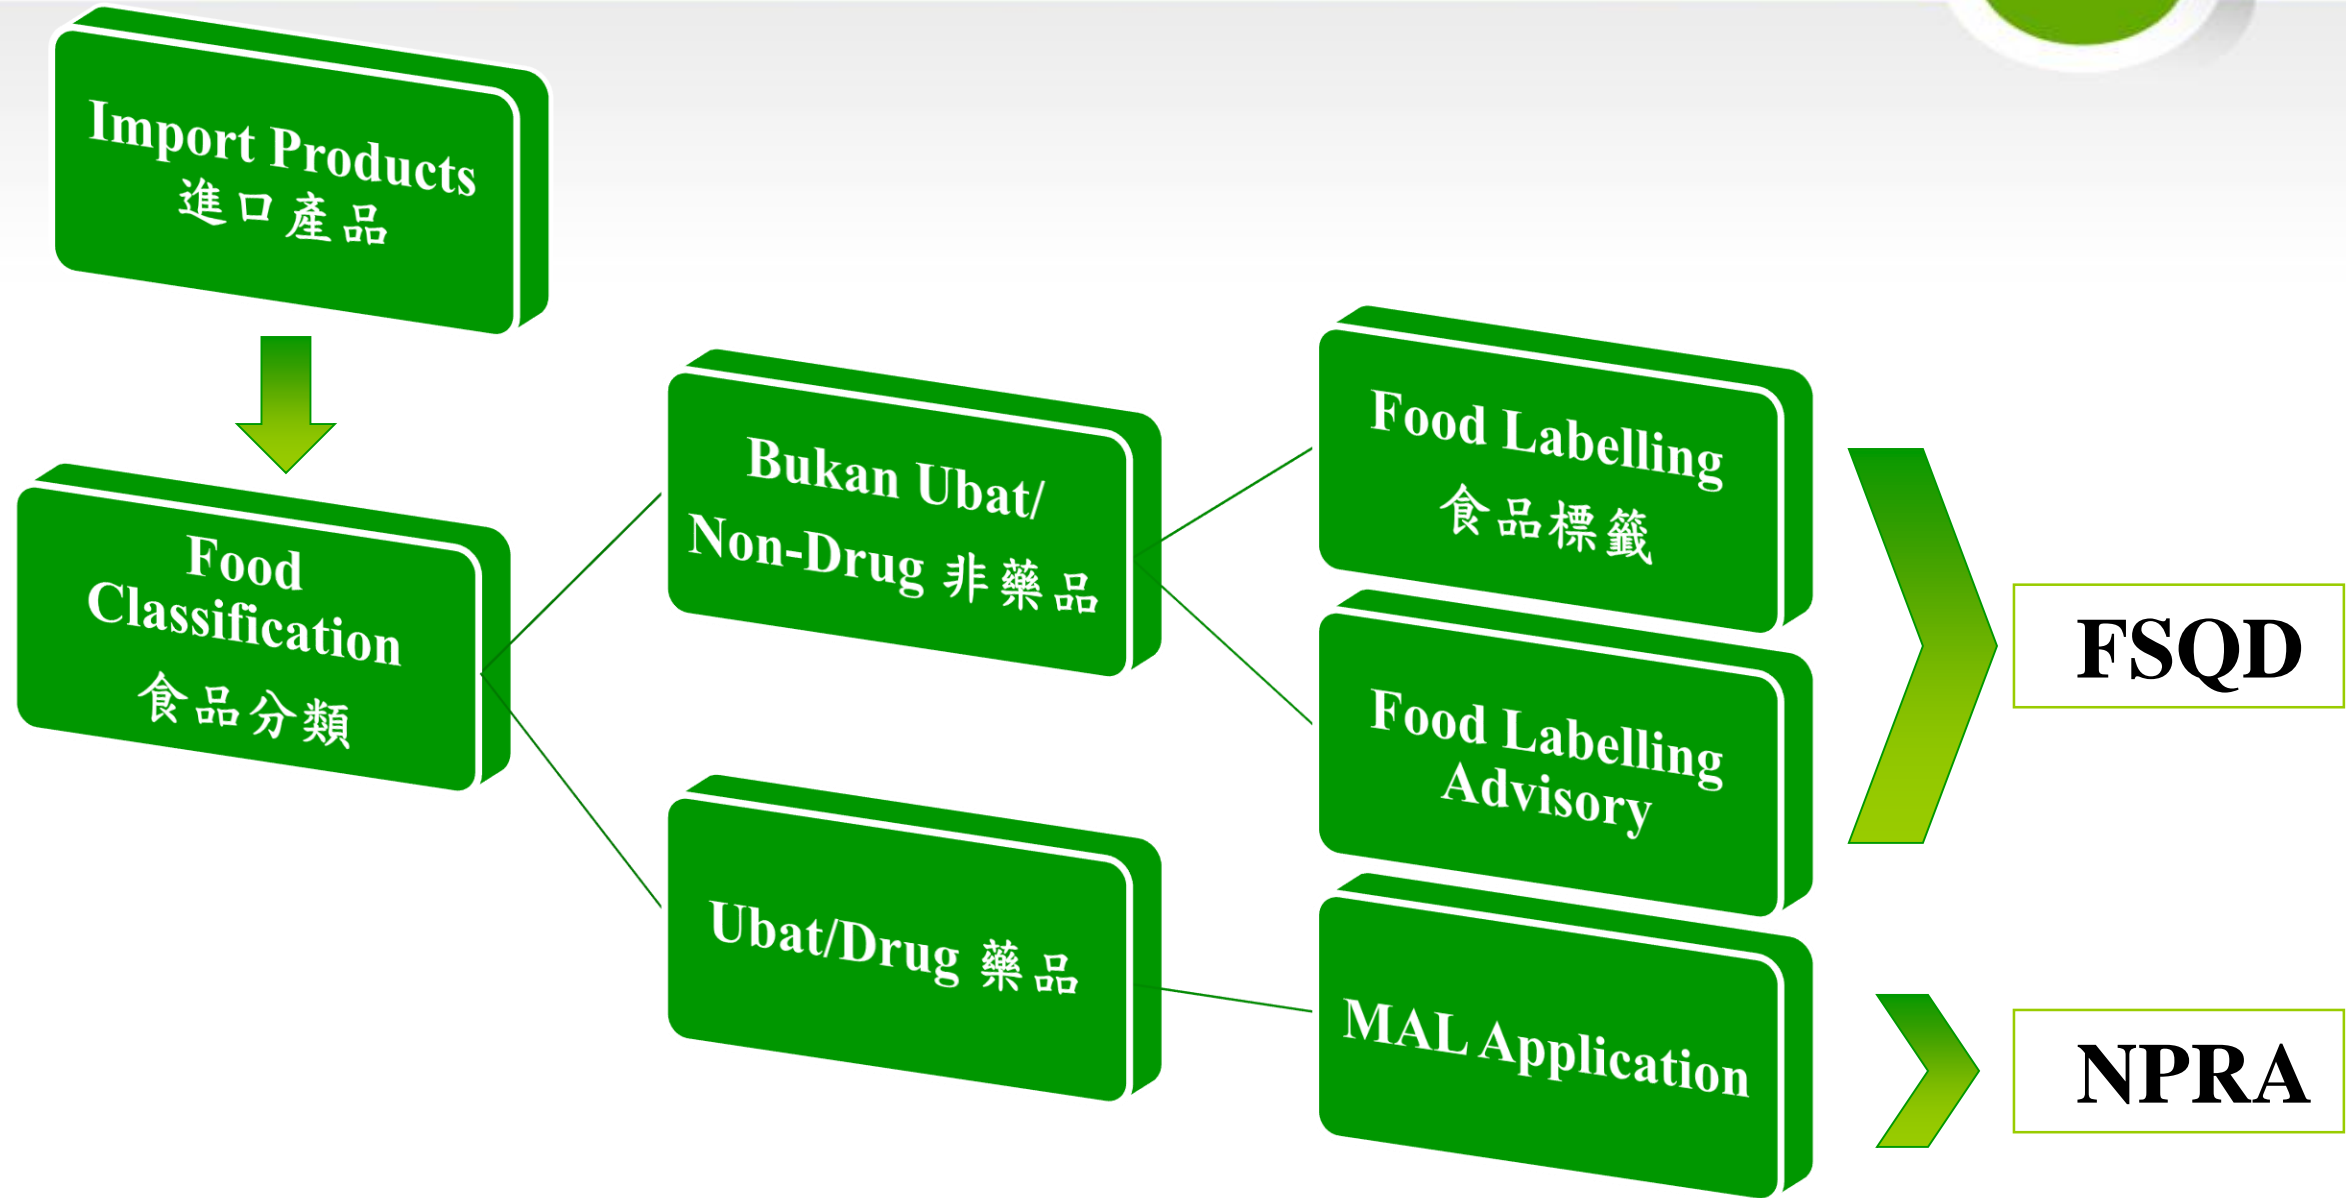 Import Products
進口產品
Food
Classification
食品分類
Bukan Ubat/
Non-Drug 非藥品
Ubat/Drug 藥品
Food Labelling
食品標籤
Food Labelling
Advisory
MAL Application
FSQD
NPRA